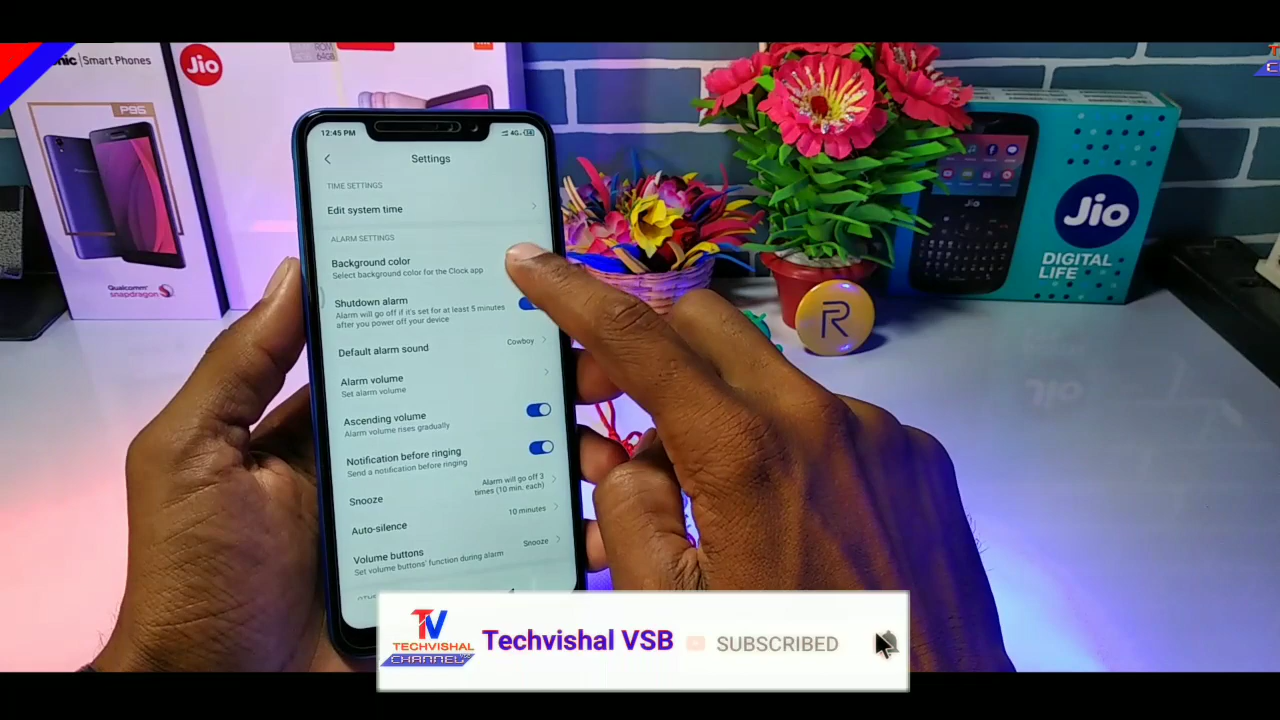 nic | Smart Phones
P95
Qualcomm
snapdragon
Jio
ROM
64GB
12:45 PM
4G
Settings
TIME SETTINGS
Edit system time
ALARM SETTINGS
Background color
Select background color for the Clock app
Shutdown alarm
Alarm will go off if it's set for at least 5 minutes
after you power off your device
Default alarm sound Cowboy
Alarm volume
Set alarm volume
Ascending volume
Alarm volume rises gradually
Notification before ringing
Send a notification before ringing
Snooze Alarm will go off 3
times (10 min. each)
Auto-silence 10 minutes
Volume buttons Snooze
Set volume buttons' function during alarm
Jio
Jio
DIGITAL
LIFE
R
TV
TECHVISHAL
CHANNEL
Techvishal VSB SUBSCRIBED